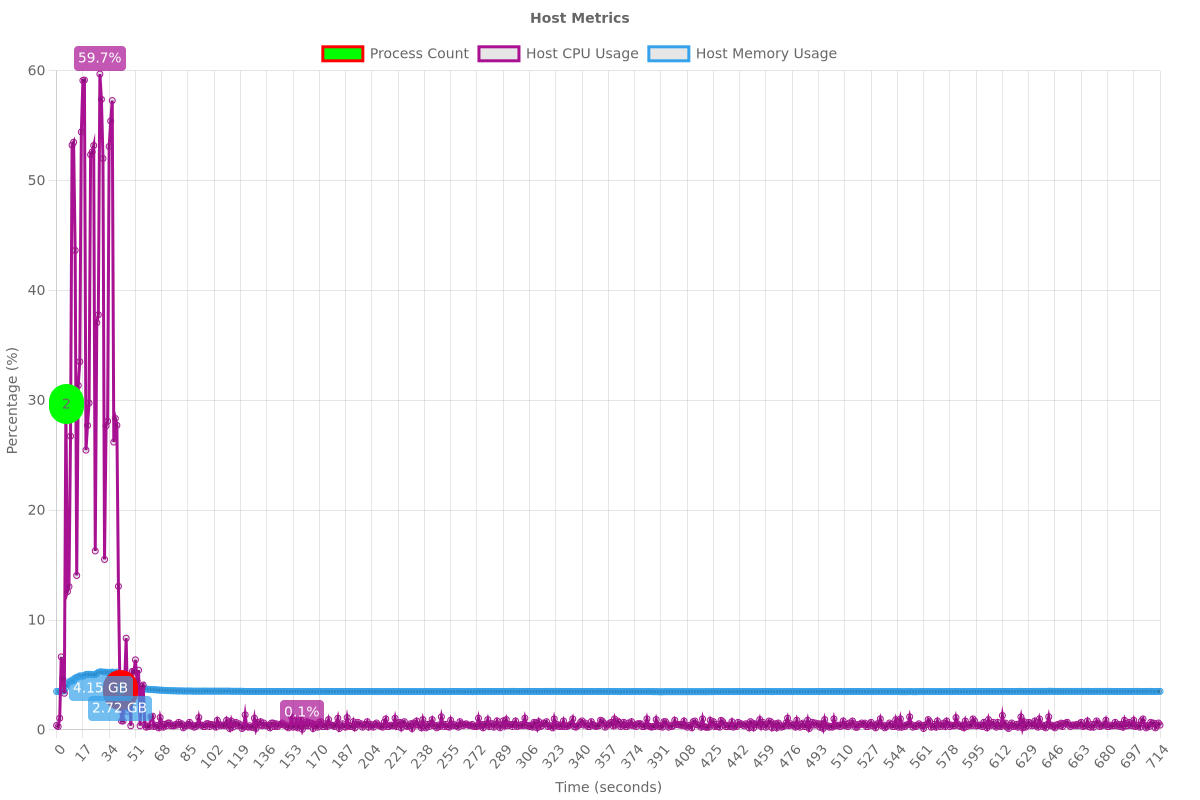 Host Metrics
Process Count Host CPU Usage Host Memory Usage
59.7%
60
50
40
30
20
10
0
Percentage (%)
2
4.15 GB
2.72 GB
0.1%
0 17 34 51 68 85 102 119 136 153 170 187 204 221 238 255 272 289 306 323 340 357 374 391 408 425 442 459 476 493 510 527 544 561 578 595 612 629 646 663 680 697 714
Time (seconds)